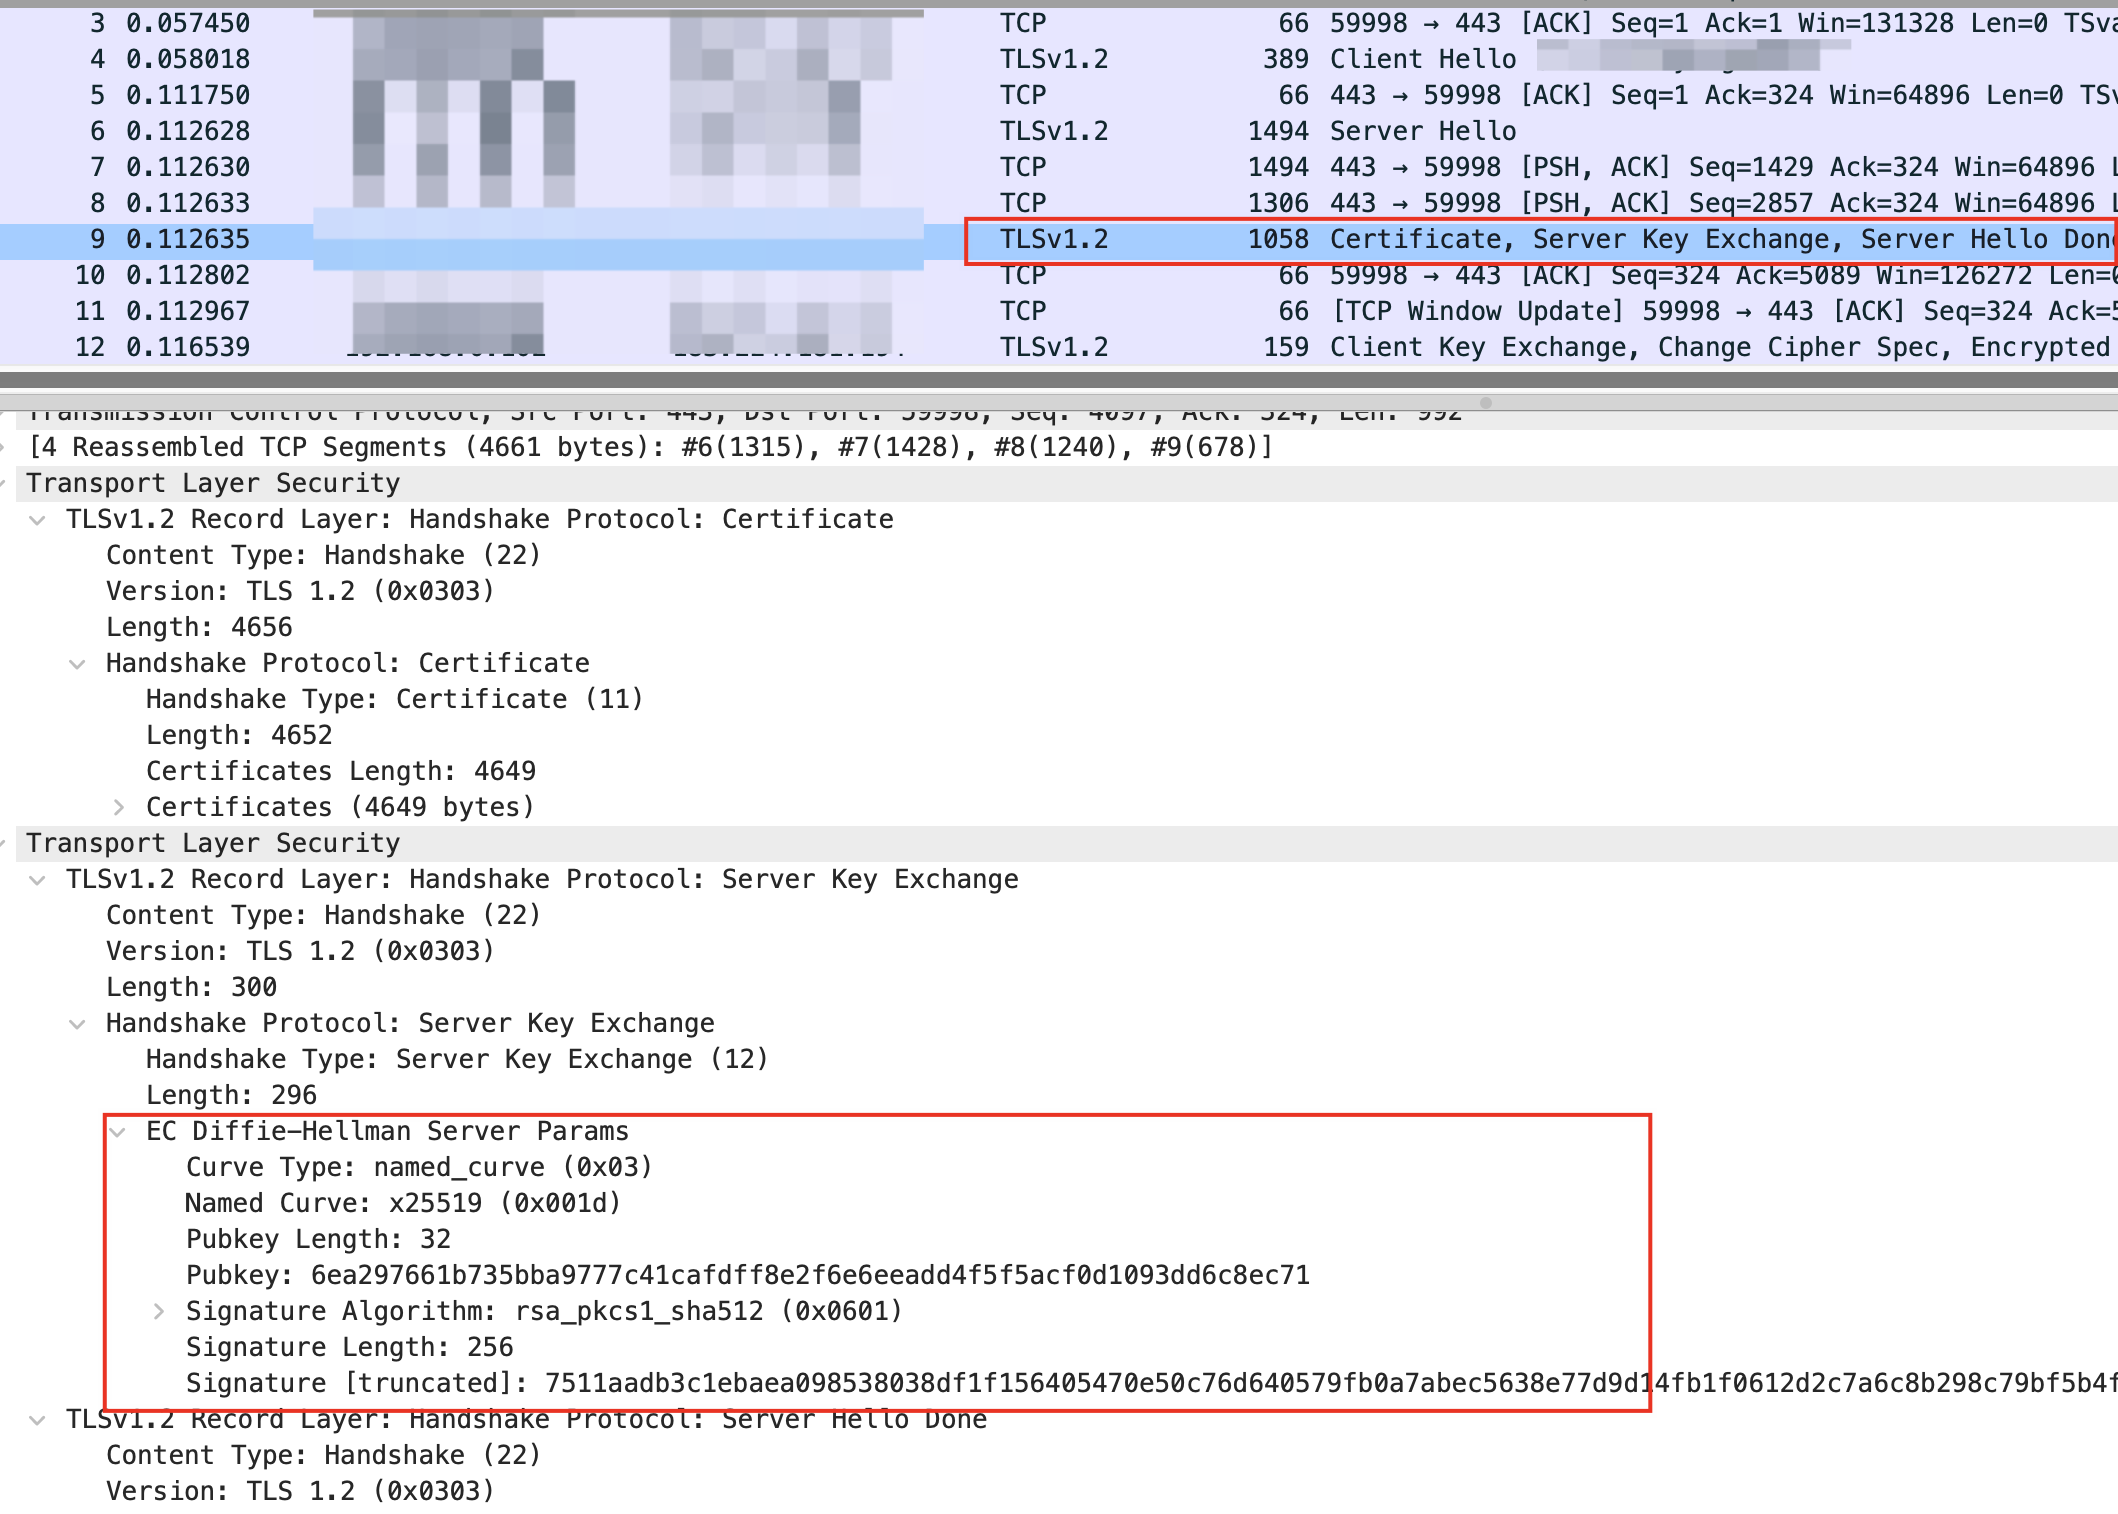 3 0.057450 TCP 66 59998 → 443 [ACK] Seq=1 Ack=1 Win=131328 Len=0 TSva
4 0.058018 TLSv1.2 389 Client Hello
5 0.111750 TCP 66 443 → 59998 [ACK] Seq=1 Ack=324 Win=64896 Len=0 TSv
6 0.112628 TLSv1.2 1494 Server Hello
7 0.112630 TCP 1494 443 → 59998 [PSH, ACK] Seq=1429 Ack=324 Win=64896 L
8 0.112633 TCP 1306 443 → 59998 [PSH, ACK] Seq=2857 Ack=324 Win=64896 L
9 0.112635 TLSv1.2 1058 Certificate, Server Key Exchange, Server Hello Done
10 0.112802 TCP 66 59998 → 443 [ACK] Seq=324 Ack=5089 Win=126272 Len=0
11 0.112967 TCP 66 [TCP Window Update] 59998 → 443 [ACK] Seq=324 Ack=5
12 0.116539 TLSv1.2 159 Client Key Exchange, Change Cipher Spec, Encrypted
Transmission Control Protocol, Src Port: 443, Dst Port: 59998, Seq: 4097, Ack: 324, Len: 992
[4 Reassembled TCP Segments (4661 bytes): #6(1315), #7(1428), #8(1240), #9(678)]
Transport Layer Security
TLSv1.2 Record Layer: Handshake Protocol: Certificate
Content Type: Handshake (22)
Version: TLS 1.2 (0x0303)
Length: 4656
Handshake Protocol: Certificate
Handshake Type: Certificate (11)
Length: 4652
Certificates Length: 4649
Certificates (4649 bytes)
Transport Layer Security
TLSv1.2 Record Layer: Handshake Protocol: Server Key Exchange
Content Type: Handshake (22)
Version: TLS 1.2 (0x0303)
Length: 300
Handshake Protocol: Server Key Exchange
Handshake Type: Server Key Exchange (12)
Length: 296
EC Diffie-Hellman Server Params
Curve Type: named_curve (0x03)
Named Curve: x25519 (0x001d)
Pubkey Length: 32
Pubkey: 6ea297661b735bba9777c41cafdff8e2f6e6eeadd4f5f5acf0d1093dd6c8ec71
Signature Algorithm: rsa_pkcs1_sha512 (0x0601)
Signature Length: 256
Signature [truncated]: 7511aadb3c1ebaea098538038df1f156405470e50c76d640579fb0a7abec5638e77d9d14fb1f0612d2c7a6c8b298c79bf5b4f
TLSv1.2 Record Layer: Handshake Protocol: Server Hello Done
Content Type: Handshake (22)
Version: TLS 1.2 (0x0303)